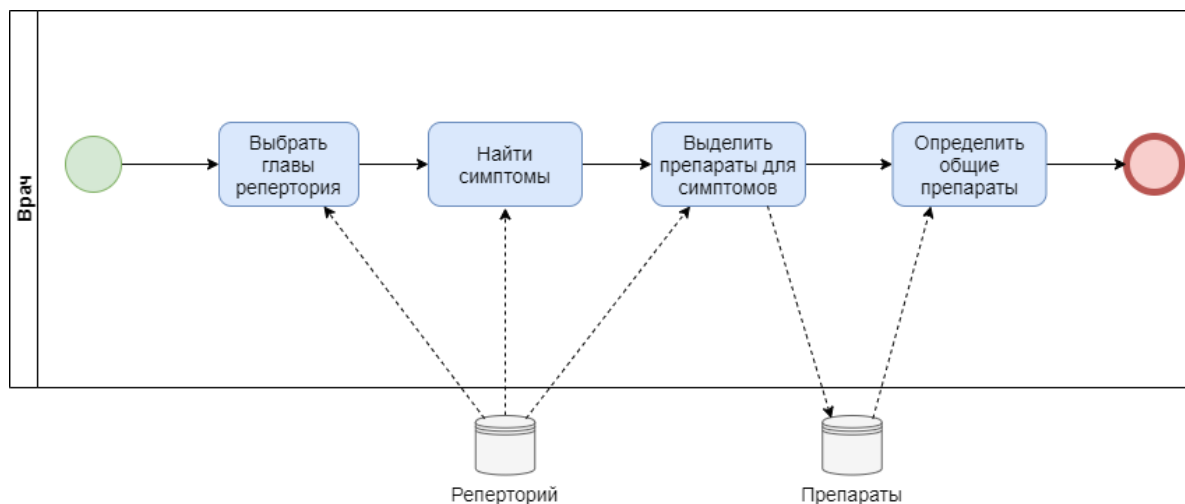 Врач
Выбрать
главы
репертория
Найти
симптомы
Выделить
препараты для
симптомов
Определить
общие
препараты
Реперторий
Препараты